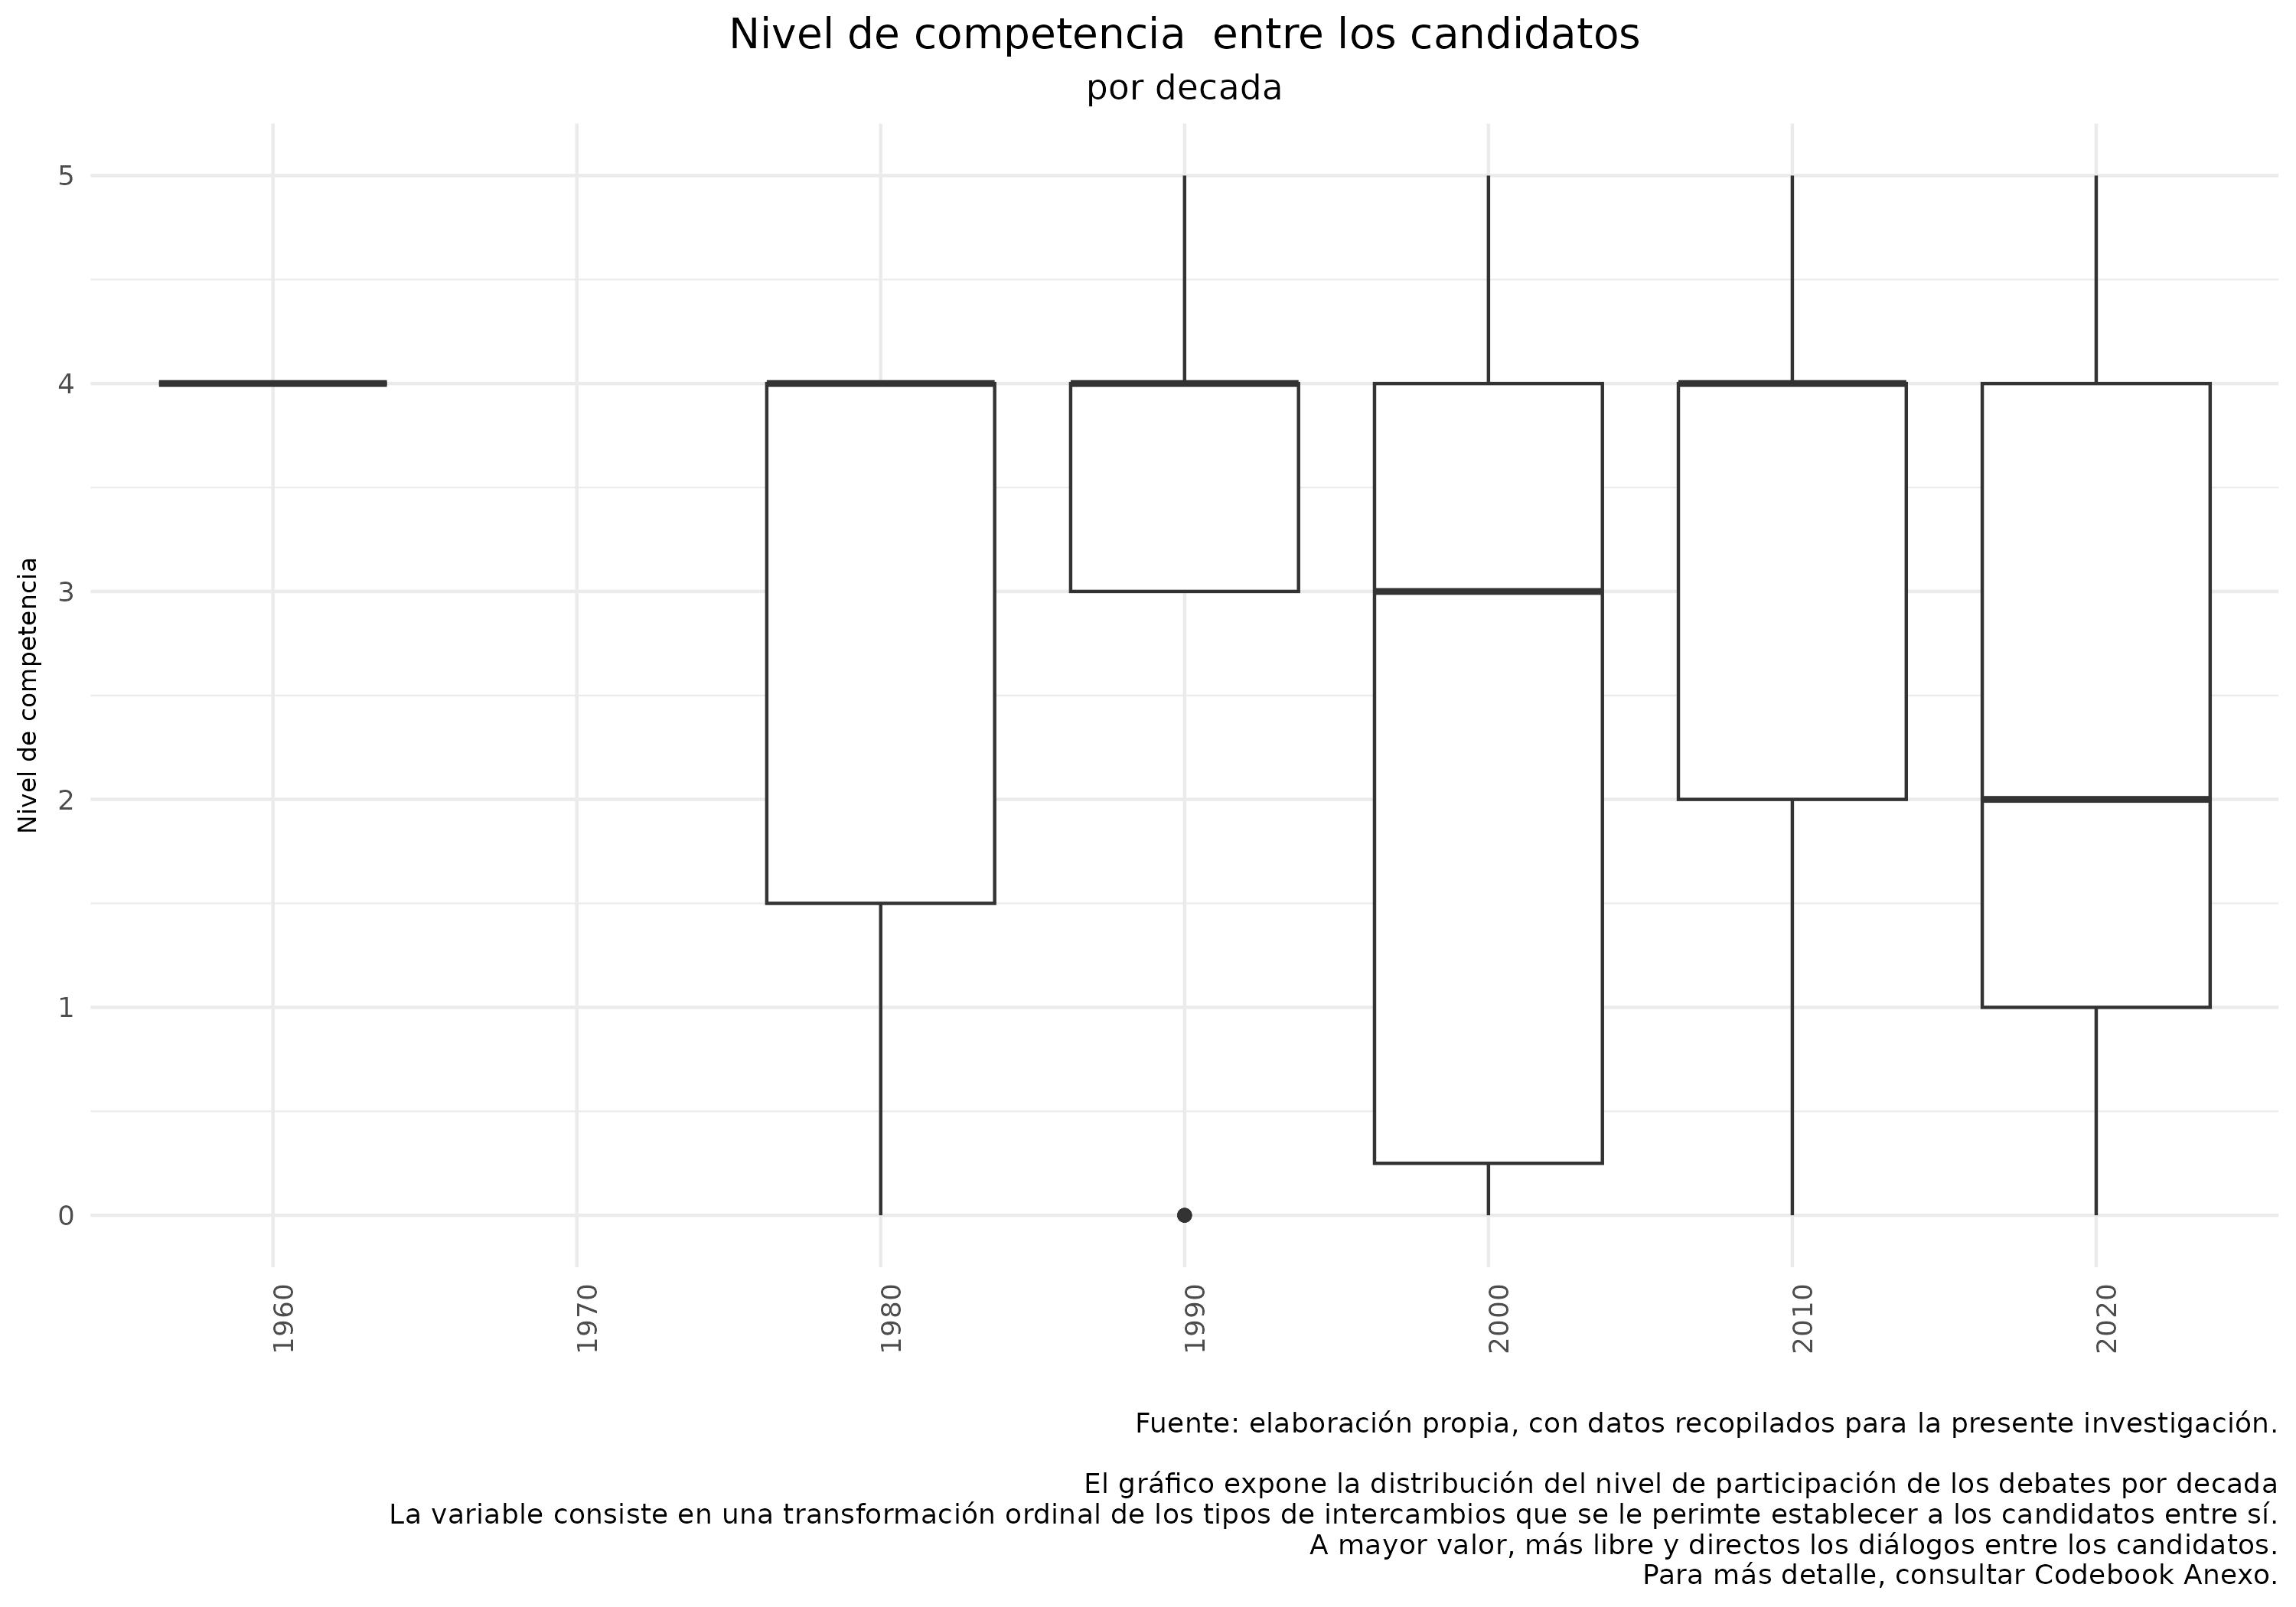 Nivel de competencia  entre los candidatos
por decada
Nivel de competencia
5
4
3
2
1
0
1960
1970
1980
1990
2000
2010
2020
Fuente: elaboración propia, con datos recopilados para la presente investigación.
El gráfico expone la distribución del nivel de participación de los debates por decada
La variable consiste en una transformación ordinal de los tipos de intercambios que se le perimte establecer a los candidatos entre sí.
A mayor valor, más libre y directos los diálogos entre los candidatos.
Para más detalle, consultar Codebook Anexo.